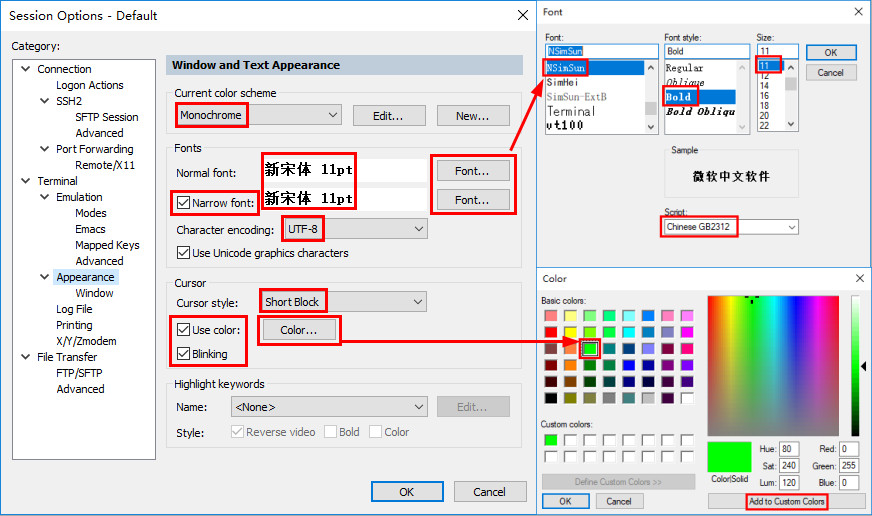 Session Options - Default
Category:
Connection
Logon Actions
SSH2
SFTP Session
Advanced
Port Forwarding
Remote/X11
Terminal
Emulation
Modes
Emacs
Mapped Keys
Advanced
Appearance
Window
Log File
Printing
X/Y/Zmodem
File Transfer
FTP/SFTP
Advanced
Window and Text Appearance
Current color scheme
Monochrome
Edit...
New...
Fonts
Normal font:
新宋体 11pt
Font...
Narrow font:
新宋体 11pt
Font...
Character encoding:
UTF-8
Use Unicode graphics characters
Cursor
Cursor style:
Short Block
Use color:
Color...
Blinking
Highlight keywords
Name:
<None>
Edit...
Style:
Reverse video
Bold
Color
OK
Cancel
Font
Font:
NSimSun
NSimSun
SimHei
SimSun-ExtB
Terminal
vt100
Font style:
Bold
Regular
Oblique
Bold
Bold Obliqu
Size:
11
11
12
14
16
18
20
22
OK
Cancel
Sample
微软中文软件
Script:
Chinese GB2312
Color
Basic colors:
Custom colors:
Define Custom Colors >>
OK
Cancel
Color|Solid
Hue: 80
Sat: 240
Lum: 120
Red: 0
Green: 255
Blue: 0
Add to Custom Colors